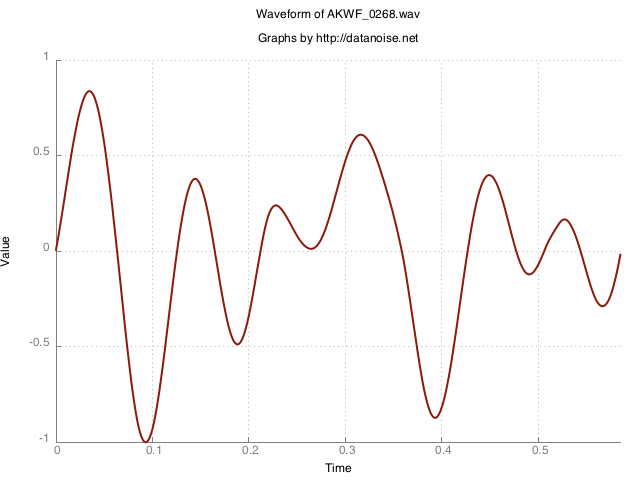 Waveform of AKWF_0268.wav
Graphs by http://datanoise.net
1
0.5
0
-0.5
-1
Value
0 0.1 0.2 0.3 0.4 0.5
Time